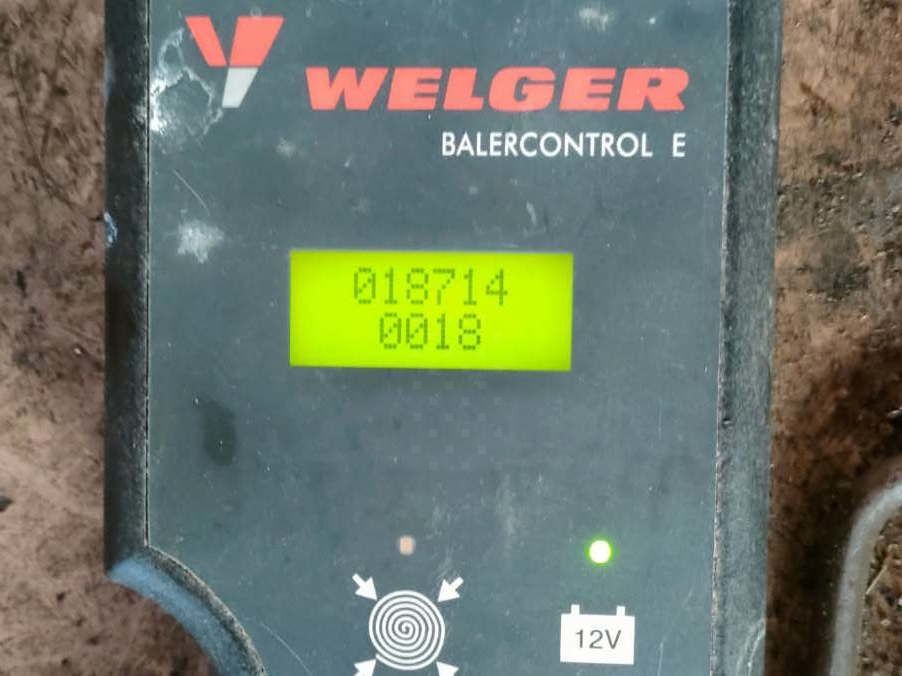 WELGER
BALERCONTROL E
018714
0018
12V